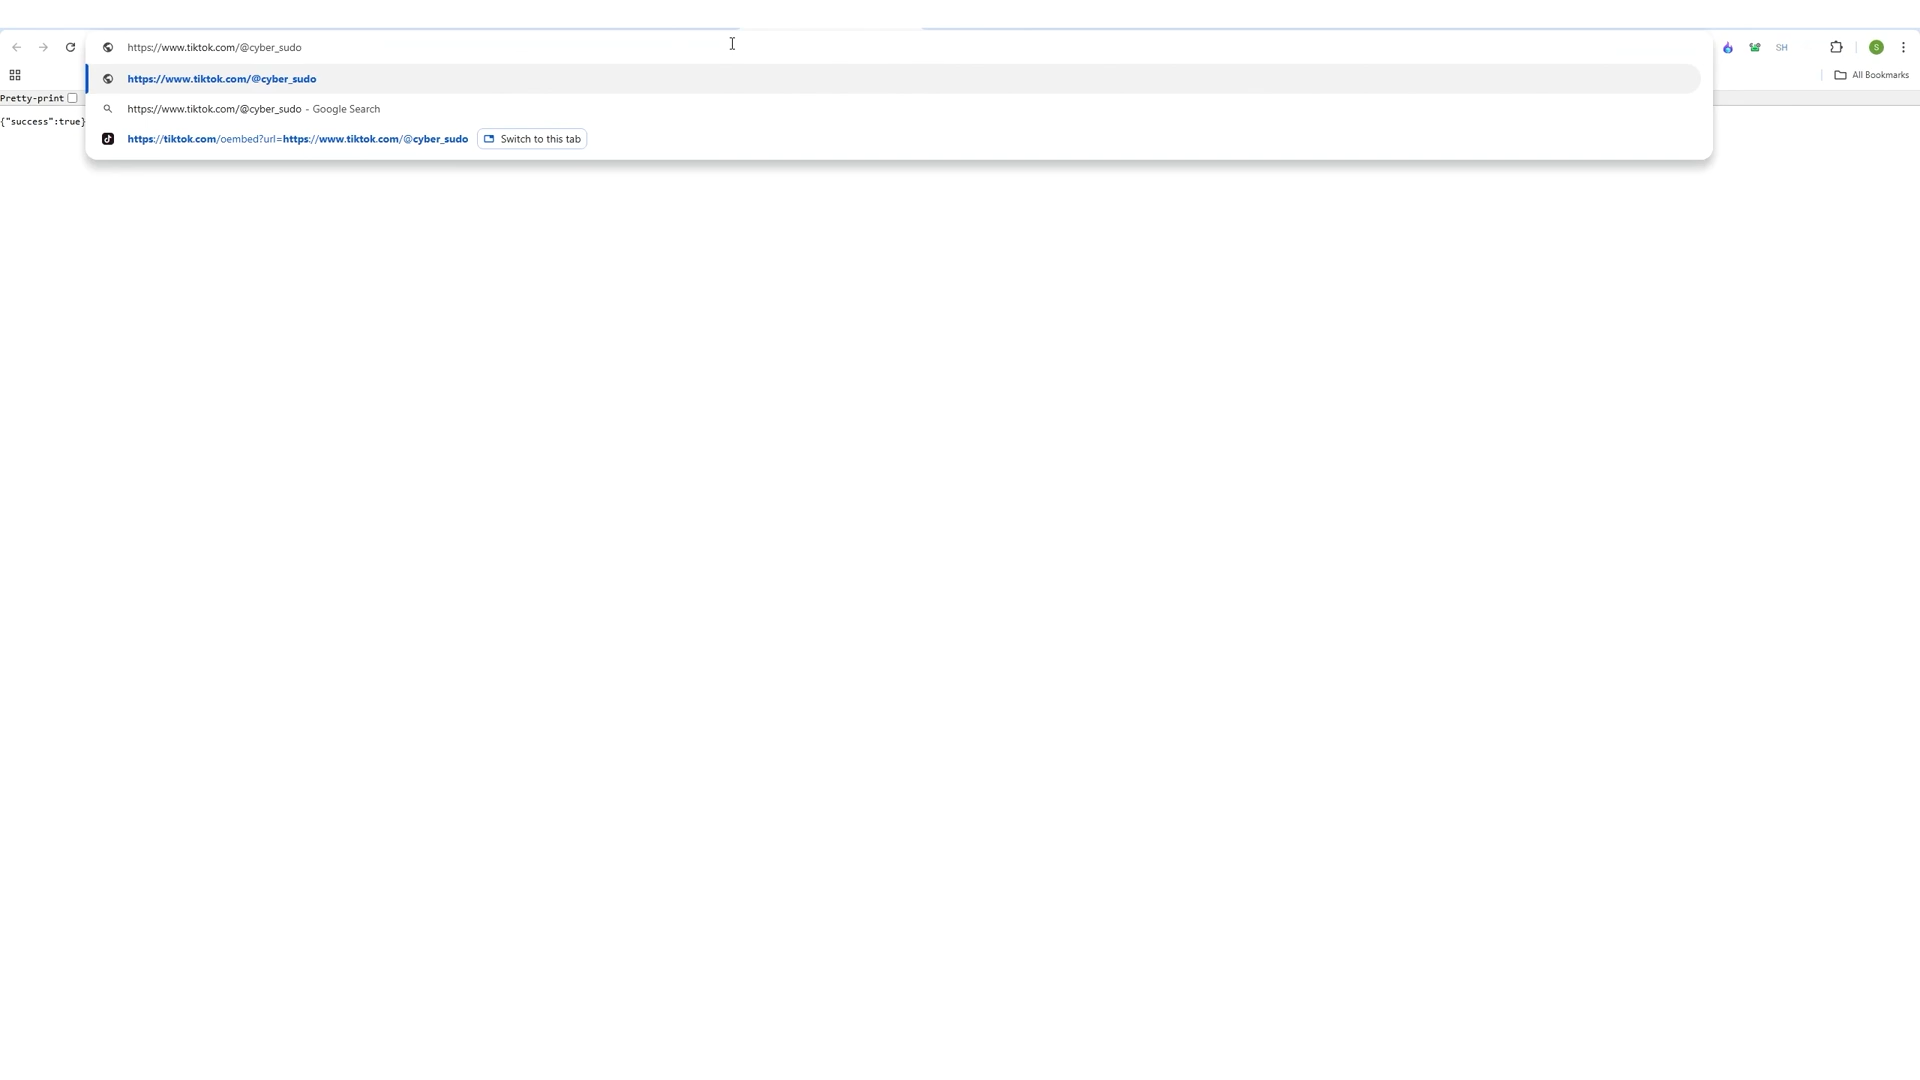 https://www.tiktok.com/@cyber_sudo
SH
S
https://www.tiktok.com/@cyber_sudo
All Bookmarks
Pretty-print
https://www.tiktok.com/@cyber_sudo - Google Search
{"success":true}
https://tiktok.com/oembed?url=https://www.tiktok.com/@cyber_sudo Switch to this tab